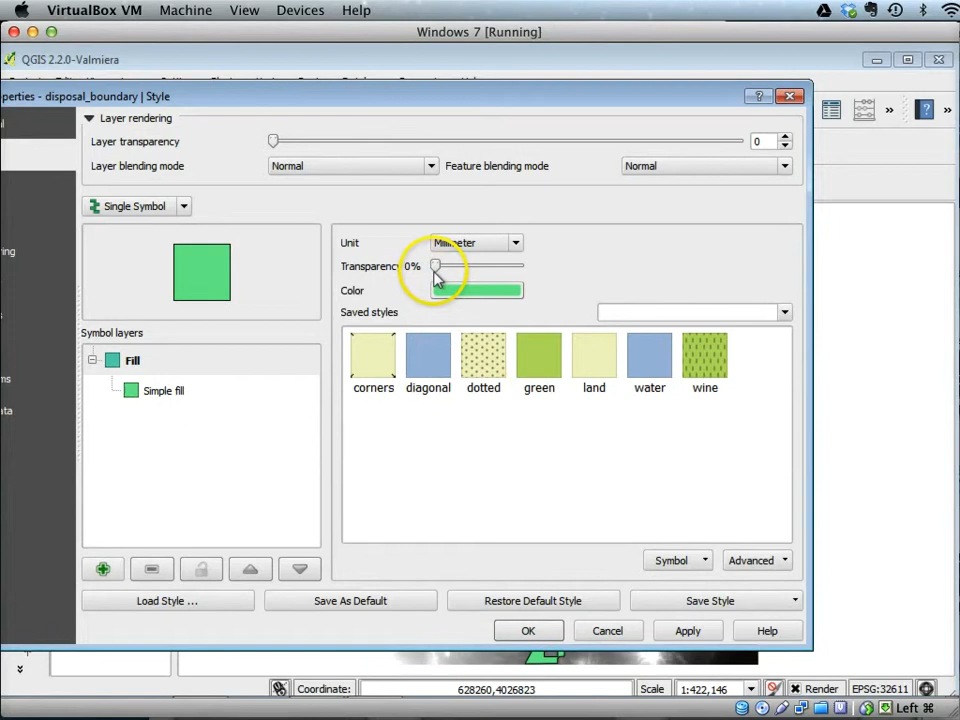 VirtualBox VM Machine View Devices Help
Windows 7 [Running]
QGIS 2.2.0-Valmiera
perties - disposal_boundary | Style
Layer rendering
Layer transparency 0
Layer blending mode Normal Feature blending mode Normal
Single Symbol
Unit Millimeter
Transparency 0%
Color
Saved styles
Symbol layers
Fill
Simple fill
corners diagonal dotted green land water wine
Symbol Advanced
Load Style ... Save As Default Restore Default Style Save Style
OK Cancel Apply Help
Coordinate: 628260,4026823 Scale 1:422,146 Render EPSG:32611
Left ⌘